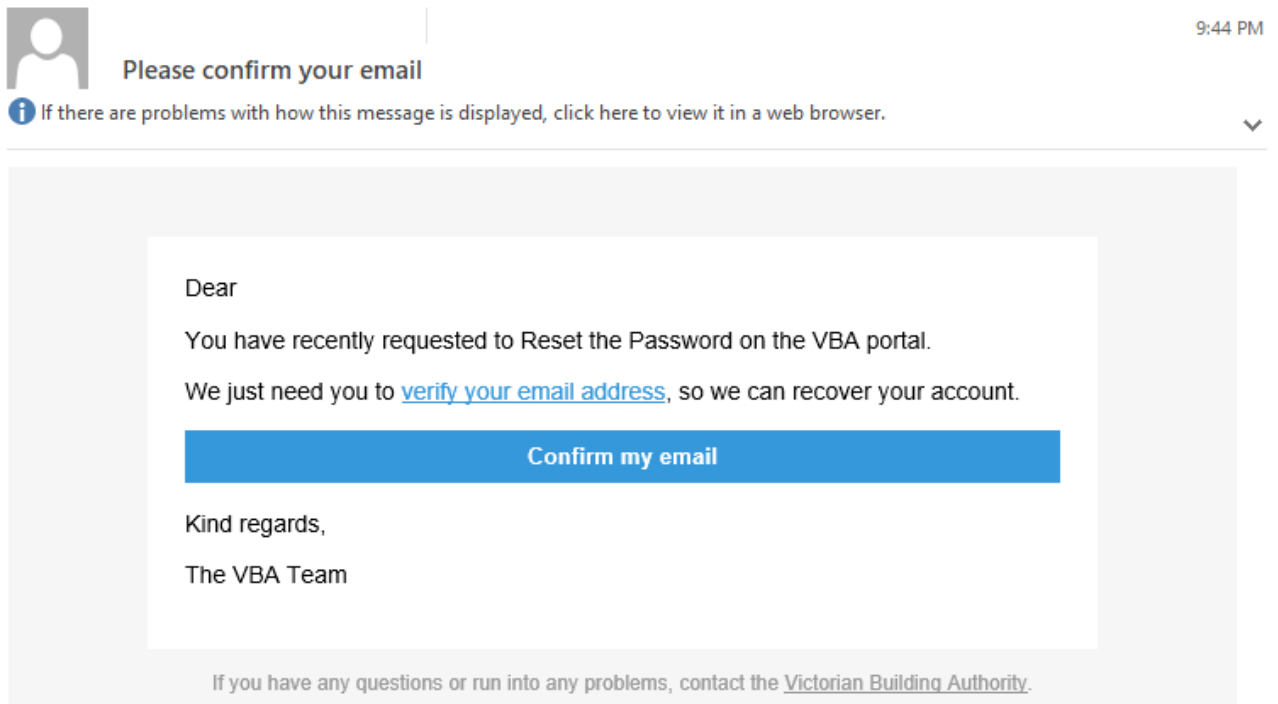 9:44 PM
Please confirm your email
If there are problems with how this message is displayed, click here to view it in a web browser.
Dear
You have recently requested to Reset the Password on the VBA portal.
We just need you to verify your email address, so we can recover your account.
Confirm my email
Kind regards,
The VBA Team
If you have any questions or run into any problems, contact the Victorian Building Authority.